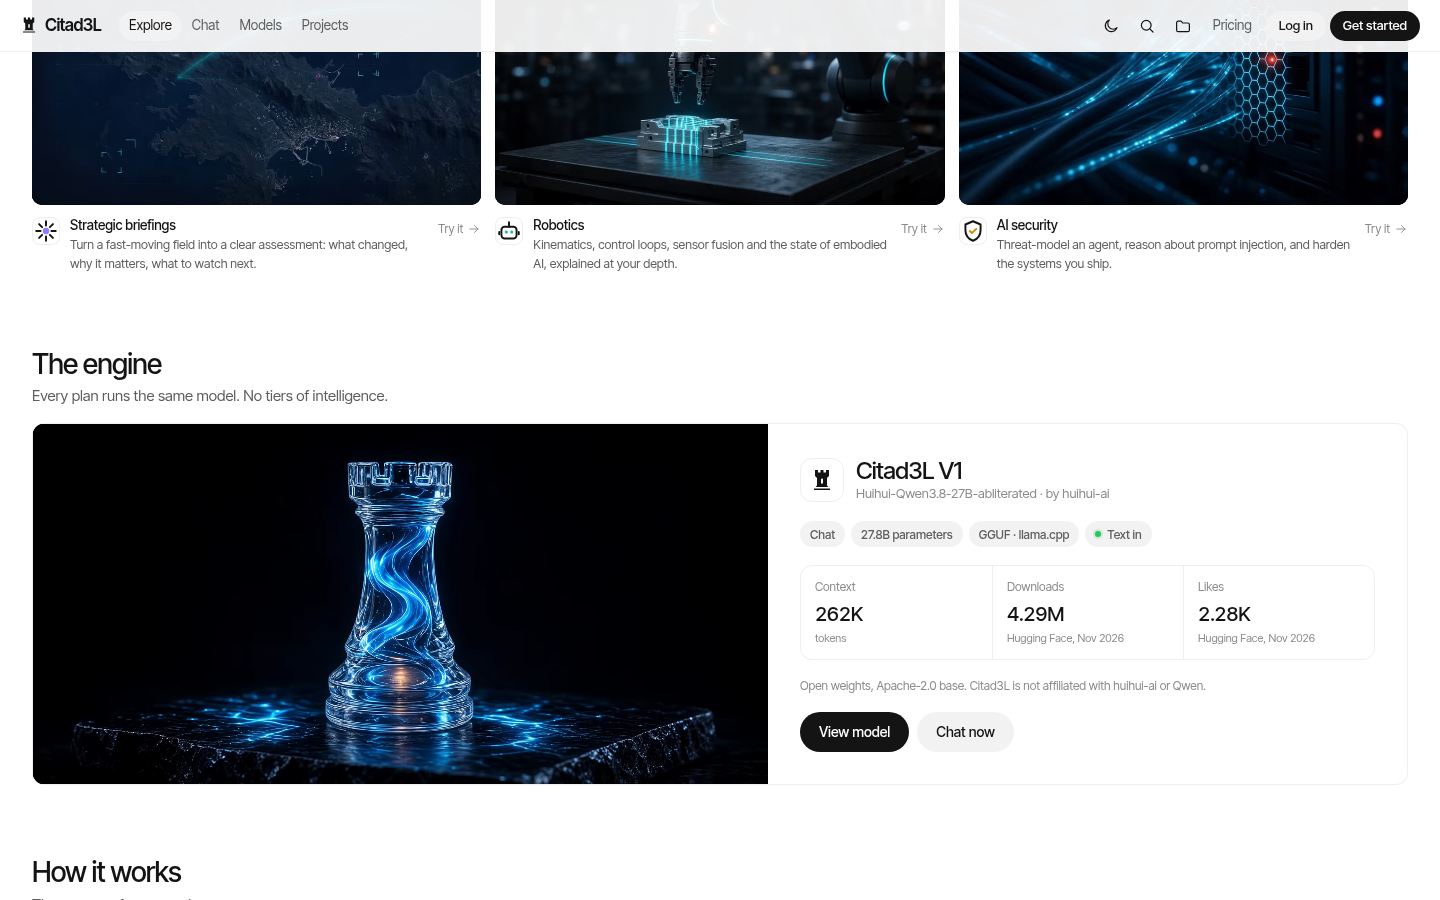 Citad3L
Explore
Chat
Models
Projects
Pricing
Log in
Get started
Strategic briefings
Try it →
Turn a fast-moving field into a clear assessment: what changed,
why it matters, what to watch next.
Robotics
Try it →
Kinematics, control loops, sensor fusion and the state of embodied
AI, explained at your depth.
AI security
Try it →
Threat-model an agent, reason about prompt injection, and harden
the systems you ship.
The engine
Every plan runs the same model. No tiers of intelligence.
Citad3L V1
Huihui-Qwen3.8-27B-abliterated · by huihui-ai
Chat
27.8B parameters
GGUF · llama.cpp
Text in
Context
262K
tokens
Downloads
4.29M
Hugging Face, Nov 2026
Likes
2.28K
Hugging Face, Nov 2026
Open weights, Apache-2.0 base. Citad3L is not affiliated with huihui-ai or Qwen.
View model
Chat now
How it works